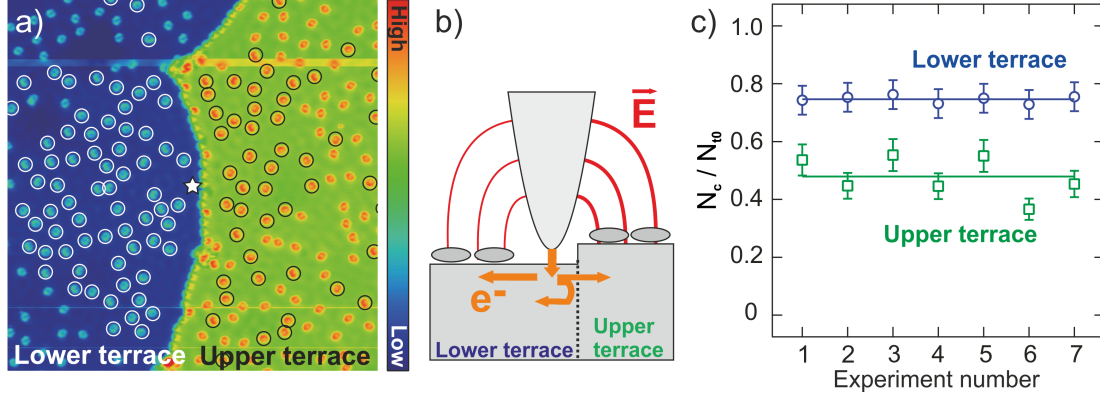 a)
Lower terrace
Upper terrace
High
Low
b)
E
e-
Lower terrace
Upper
terrace
c)
Nc / Nt0
1.0
0.8
0.6
0.4
0.2
0
Lower terrace
Upper terrace
1 2 3 4 5 6 7
Experiment number